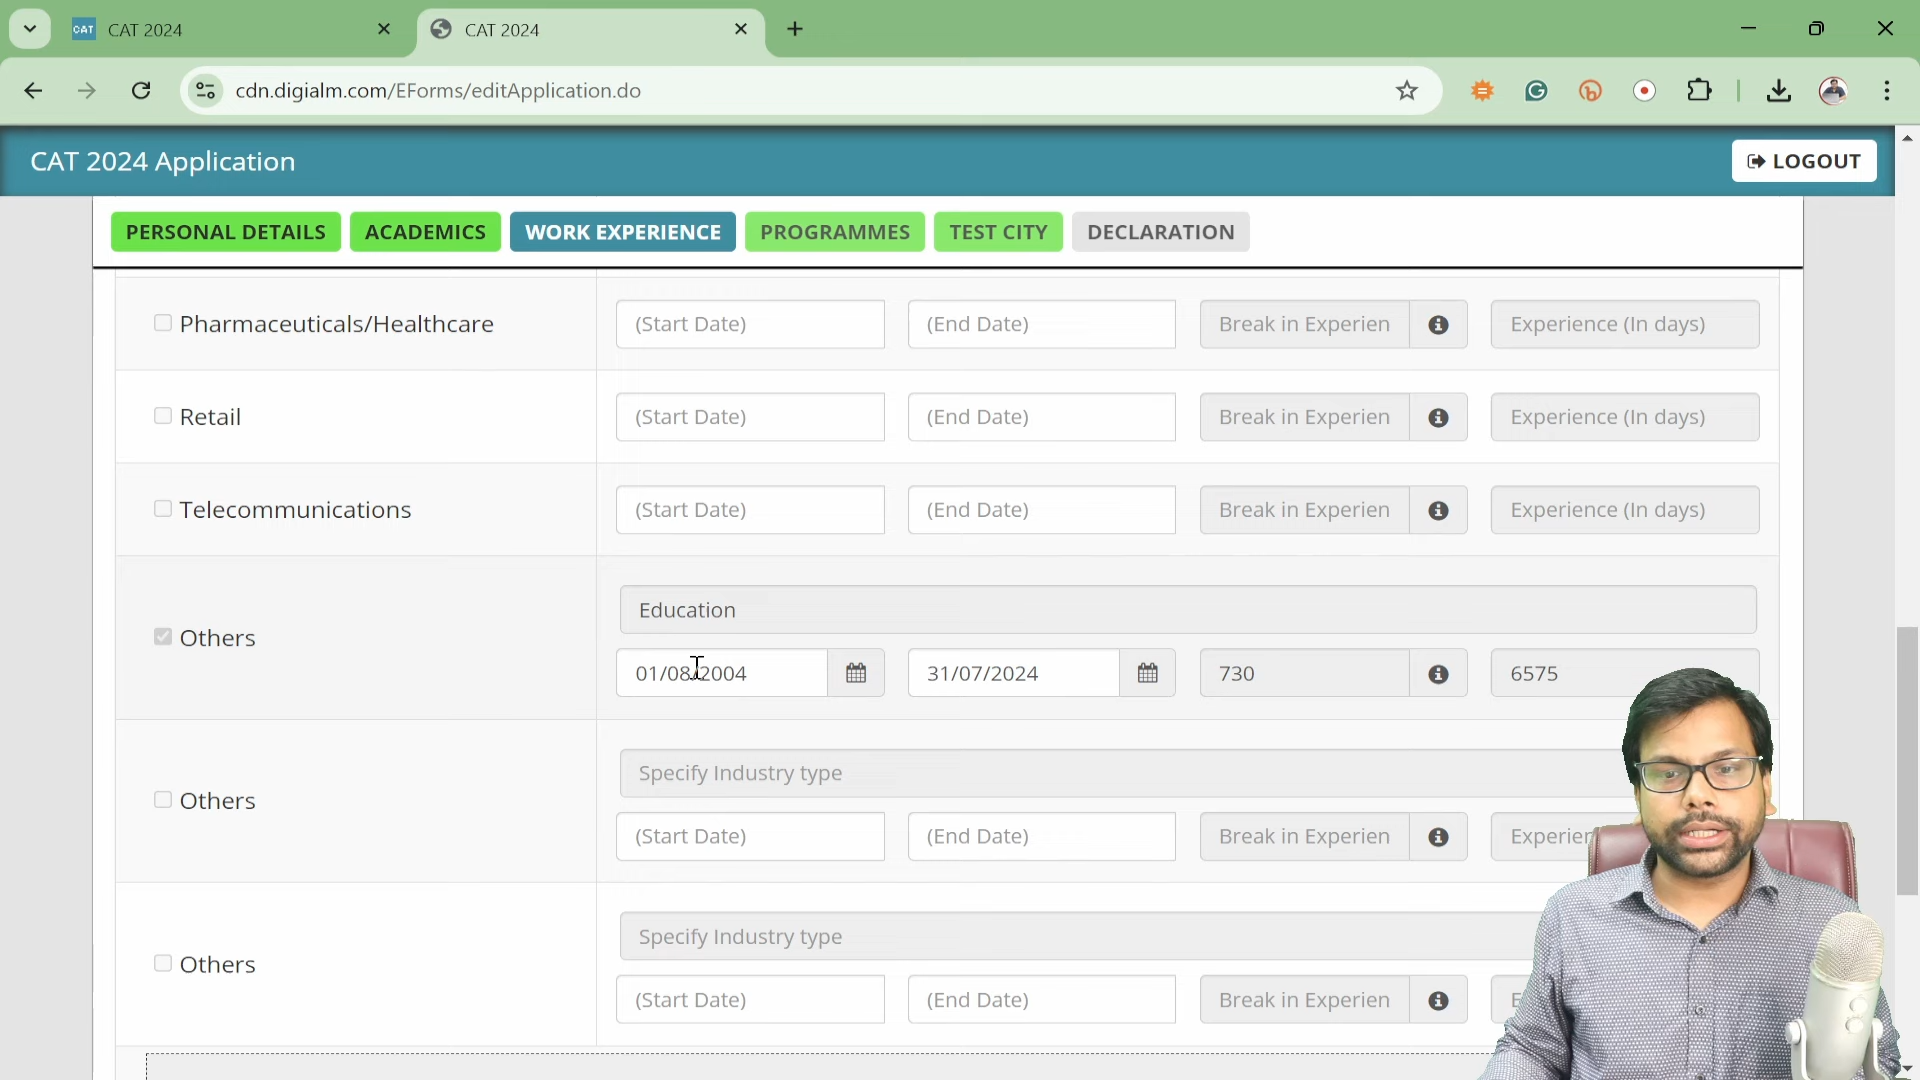 CAT CAT 2024
CAT 2024
cdn.digialm.com/EForms/editApplication.do
CAT 2024 Application
LOGOUT
PERSONAL DETAILS ACADEMICS WORK EXPERIENCE PROGRAMMES TEST CITY DECLARATION
Pharmaceuticals/Healthcare (Start Date) (End Date) Break in Experien Experience (In days)
Retail (Start Date) (End Date) Break in Experien Experience (In days)
Telecommunications (Start Date) (End Date) Break in Experien Experience (In days)
Education
Others
01/08/2004 31/07/2024 730 6575
Specify Industry type
Others
(Start Date) (End Date) Break in Experien Experien
Specify Industry type
Others
(Start Date) (End Date) Break in Experien E